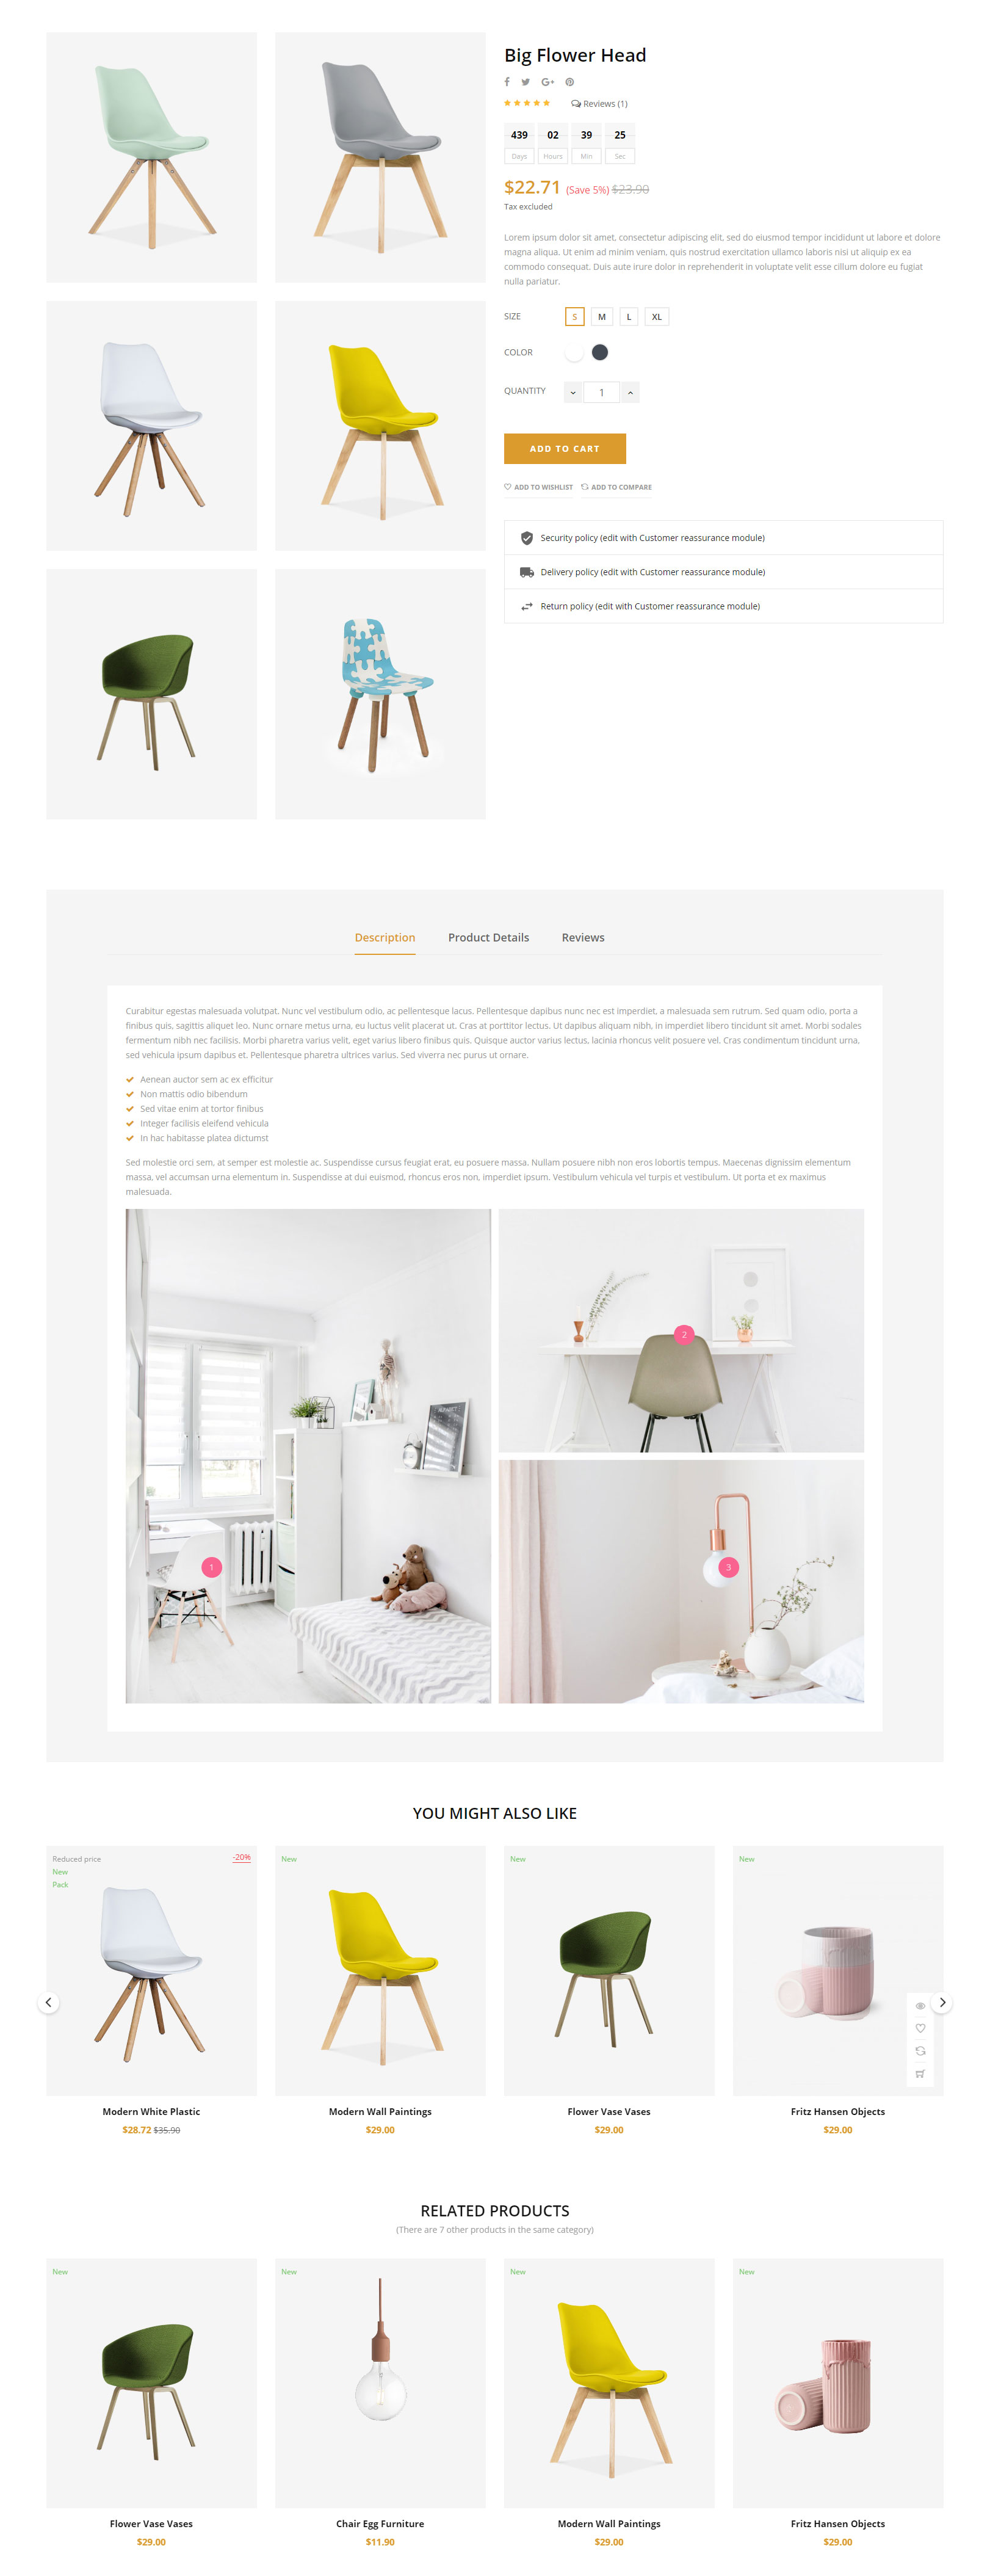 Big Flower Head
Reviews (1)
439 02 39 25
Days Hours Min Sec
$22.71 (Save 5%) $23.90
Tax excluded
Lorem ipsum dolor sit amet, consectetur adipiscing elit, sed do eiusmod tempor incididunt ut labore et dolore
magna aliqua. Ut enim ad minim veniam, quis nostrud exercitation ullamco laboris nisi ut aliquip ex ea
commodo consequat. Duis aute irure dolor in reprehenderit in voluptate velit esse cillum dolore eu fugiat
nulla pariatur.
SIZE S M L XL
COLOR
QUANTITY 1
ADD TO CART
ADD TO WISHLIST ADD TO COMPARE
Security policy (edit with Customer reassurance module)
Delivery policy (edit with Customer reassurance module)
Return policy (edit with Customer reassurance module)
Description Product Details Reviews
Curabitur egestas malesuada volutpat. Nunc vel vestibulum odio, ac pellentesque lacus. Pellentesque dapibus nunc nec est imperdiet, a malesuada sem rutrum. Sed quam odio, porta a
finibus quis, sagittis aliquet leo. Nunc ornare metus urna, eu luctus velit placerat ut. Cras at porttitor lectus. Ut dapibus aliquam nibh, in imperdiet libero tincidunt sit amet. Morbi sodales
fermentum nibh nec facilisis. Morbi pharetra varius velit, eget varius libero finibus quis. Quisque auctor varius lectus, lacinia rhoncus velit posuere vel. Cras condimentum tincidunt urna,
sed vehicula ipsum dapibus et. Pellentesque pharetra ultrices varius. Sed viverra nec purus ut ornare.
Aenean auctor sem ac ex efficitur
Non mattis odio bibendum
Sed vitae enim at tortor finibus
Integer facilisis eleifend vehicula
In hac habitasse platea dictumst
Sed molestie orci sem, at semper est molestie ac. Suspendisse cursus feugiat erat, eu posuere massa. Nullam posuere nibh non eros lobortis tempus. Maecenas dignissim elementum
massa, vel accumsan urna elementum in. Suspendisse at dui euismod, rhoncus eros non, imperdiet ipsum. Vestibulum vehicula vel turpis et vestibulum. Ut porta et ex maximus
malesuada.
2
1
3
YOU MIGHT ALSO LIKE
Reduced price -20% New New New
New
Pack
Modern White Plastic Modern Wall Paintings Flower Vase Vases Fritz Hansen Objects
$28.72 $35.90 $29.00 $29.00 $29.00
RELATED PRODUCTS
(There are 7 other products in the same category)
New New New New
Flower Vase Vases Chair Egg Furniture Modern Wall Paintings Fritz Hansen Objects
$29.00 $11.90 $29.00 $29.00